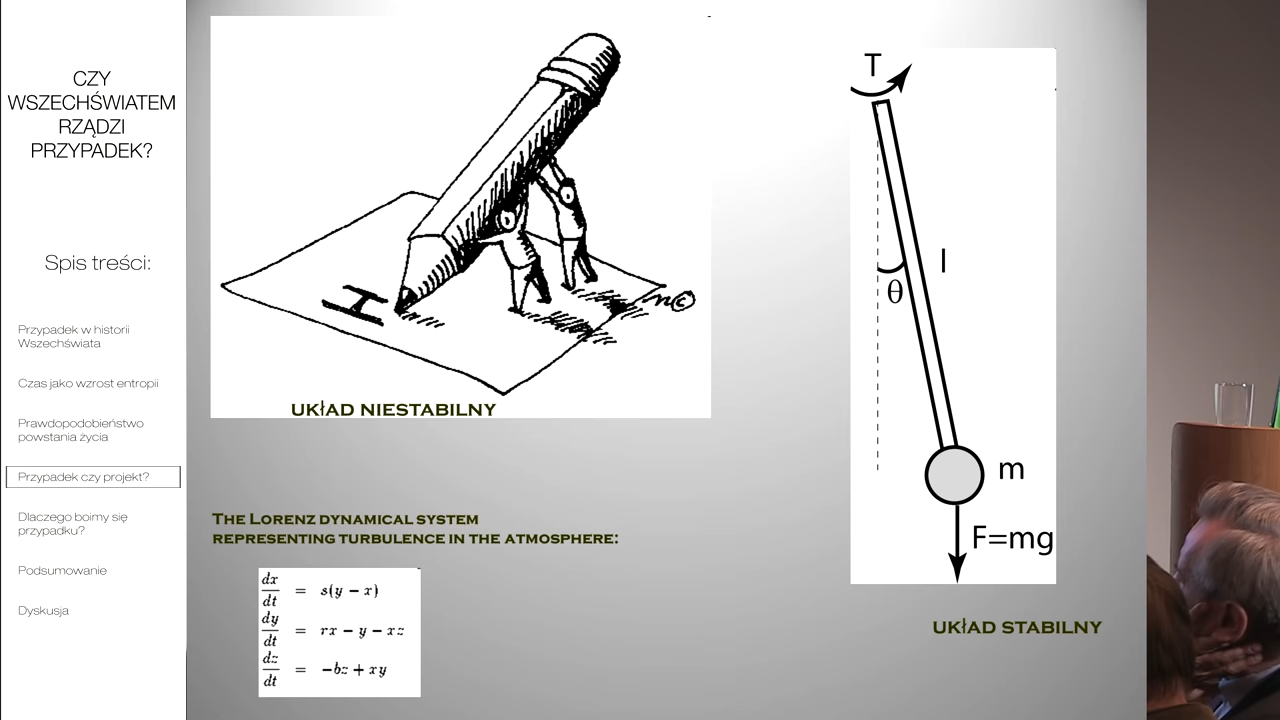 CZY
WSZECHŚWIATEM
RZĄDZI
PRZYPADEK?
Spis treści:
Przypadek w historii
Wszechświata
Czas jako wzrost entropii
Prawdopodobieństwo
powstania życia
Przypadek czy projekt?
Dlaczego boimy się
przypadku?
Podsumowanie
Dyskusja
H
UKŁAD NIESTABILNY
THE LORENZ DYNAMICAL SYSTEM
REPRESENTING TURBULENCE IN THE ATMOSPHERE:
dx/dt = s(y − x)
dy/dt = rx − y − xz
dz/dt = −bz + xy
T
l
θ
m
F=mg
UKŁAD STABILNY